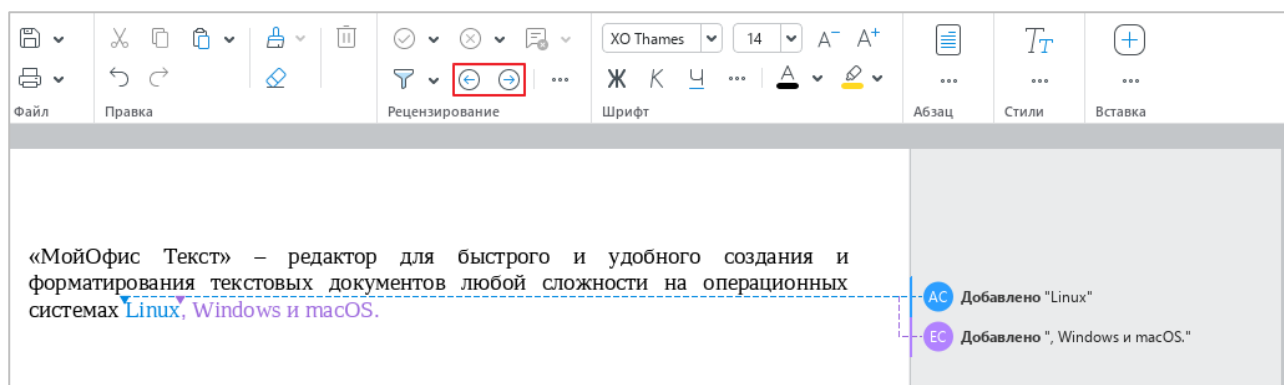 XO Thames 14 A- A+ TT
Ж К Ч A
Файл Правка Рецензирование Шрифт Абзац Стили Вставка
«МойОфис Текст» – редактор для быстрого и удобного создания и
форматирования текстовых документов любой сложности на операционных
системах Linux, Windows и macOS.
АС Добавлено "Linux"
ЕС Добавлено ", Windows и macOS."